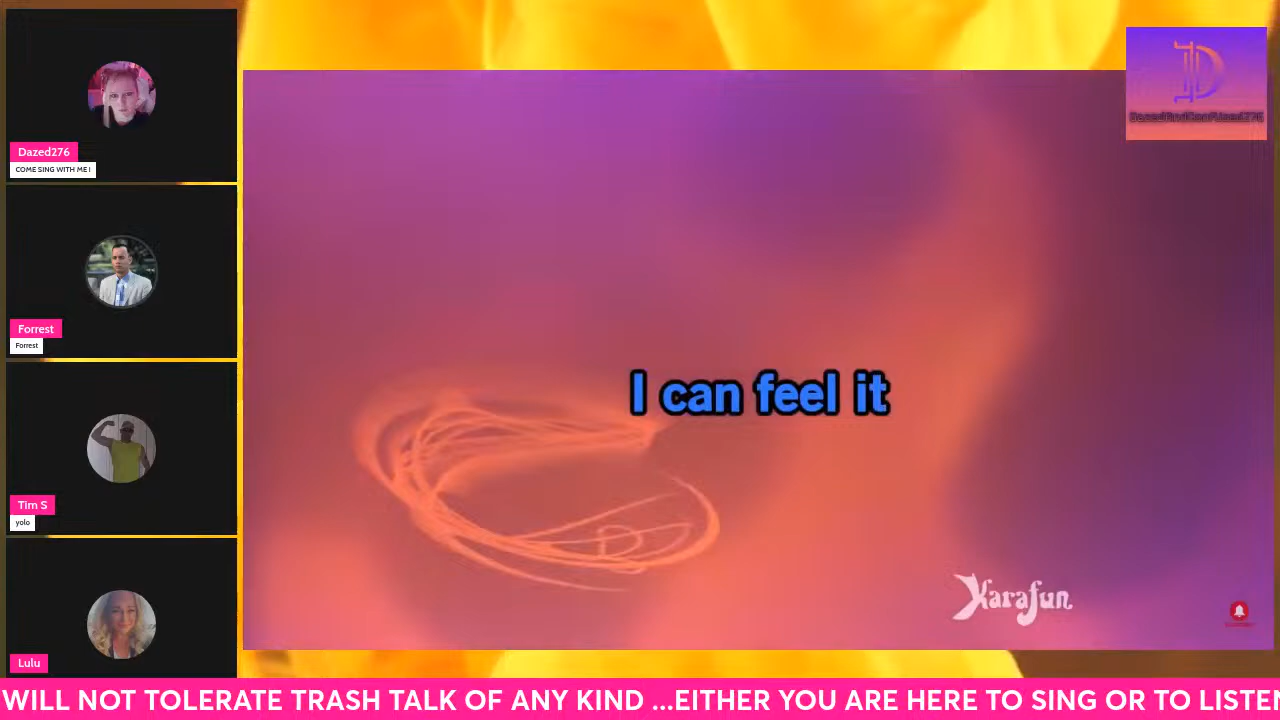 Dazed276
COME SING WITH ME !
Forrest
Forrest
Tim S
yolo
Lulu
D
DazedAndConfused276
I can feel it
Karafun
WILL NOT TOLERATE TRASH TALK OF ANY KIND ...EITHER YOU ARE HERE TO SING OR TO LISTEN